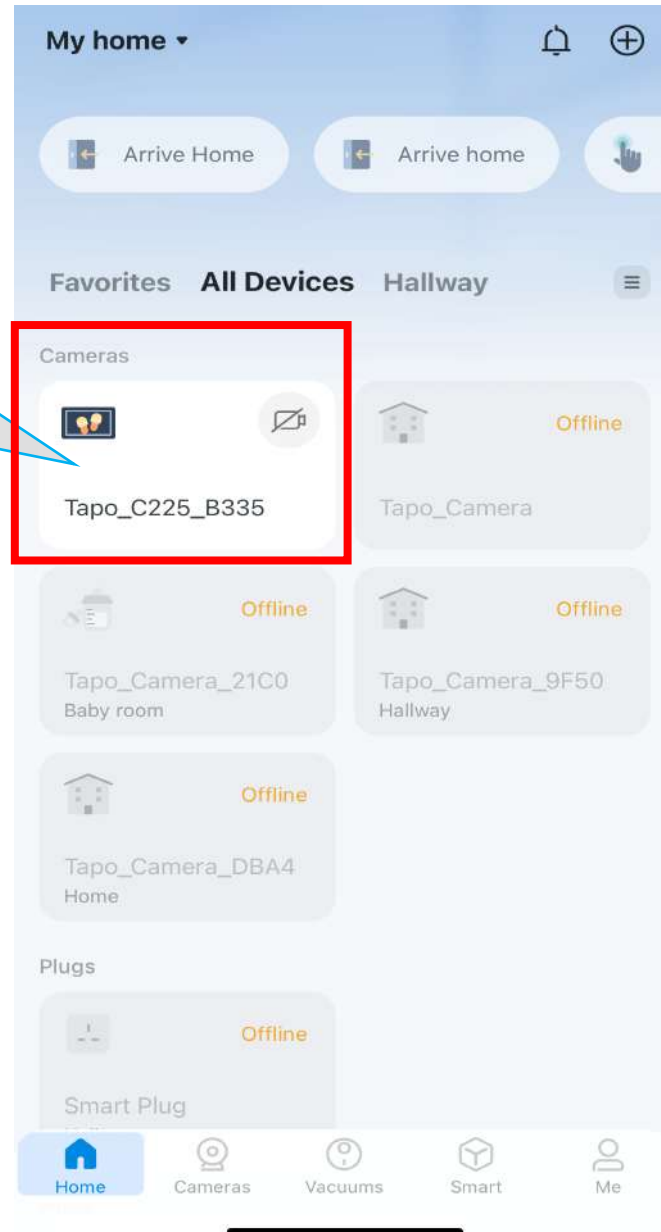 My home
Arrive Home
Arrive home
Favorites All Devices Hallway
Cameras
Tapo_C225_B335
Offline
Tapo_Camera
Offline
Tapo_Camera_21C0
Baby room
Offline
Tapo_Camera_9F50
Hallway
Offline
Tapo_Camera_DBA4
Home
Plugs
Offline
Smart Plug
Home Cameras Vacuums Smart Me